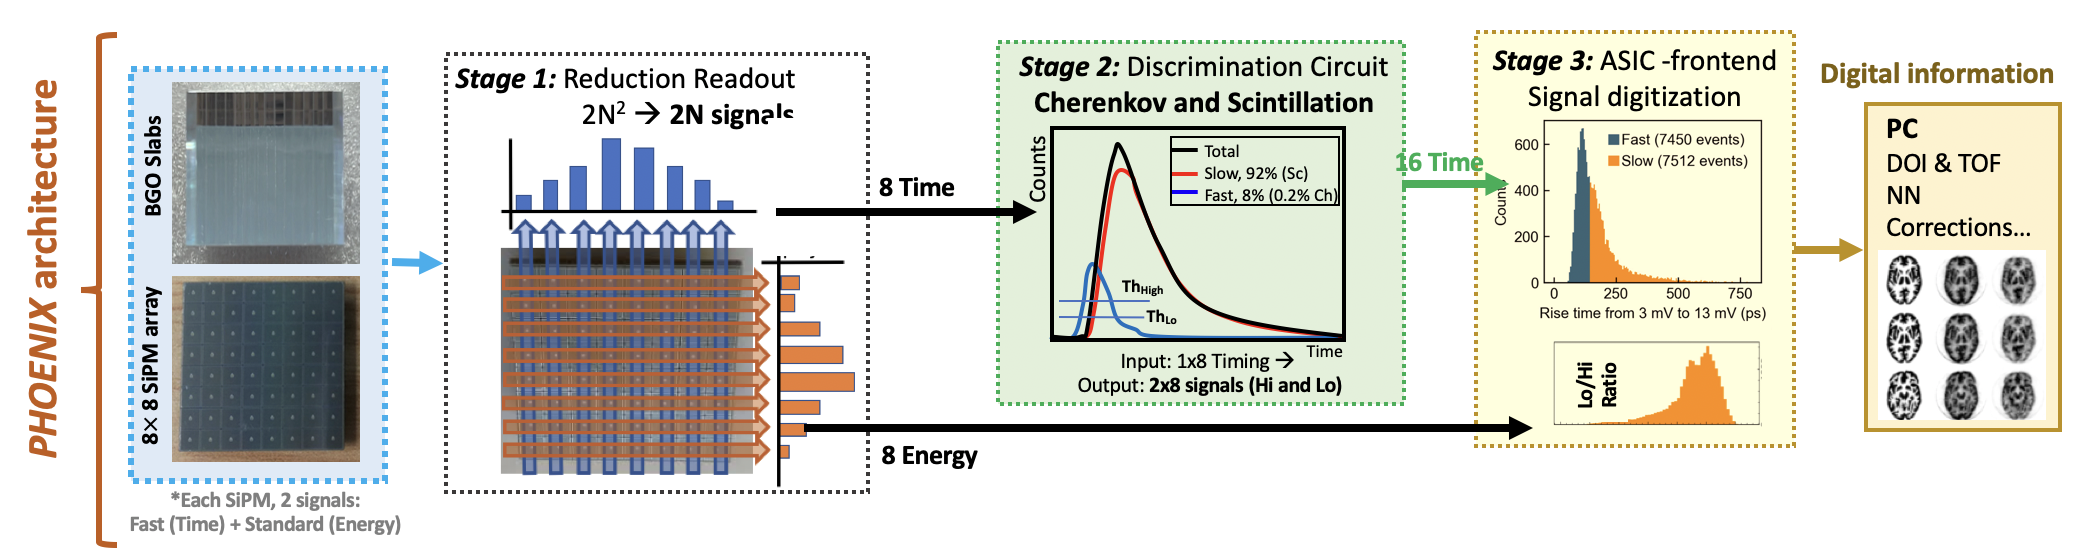 PHOENIX architecture
BGO Slabs
8× 8 SiPM array
*Each SiPM, 2 signals:
Fast (Time) + Standard (Energy)
Stage 1: Reduction Readout
2N² → 2N signals
8 Time
8 Energy
Stage 2: Discrimination Circuit
Cherenkov and Scintillation
Counts
Total
Slow, 92% (Sc)
Fast, 8% (0.2% Ch)
ThHigh
ThLo
Time
Input: 1x8 Timing →
Output: 2x8 signals (Hi and Lo)
16 Time
Stage 3: ASIC -frontend
Signal digitization
Fast (7450 events)
Slow (7512 events)
600
400
200
0
0 250 500 750
Rise time from 3 mV to 13 mV (ps)
Lo/Hi
Ratio
Digital information
PC
DOI & TOF
NN
Corrections...